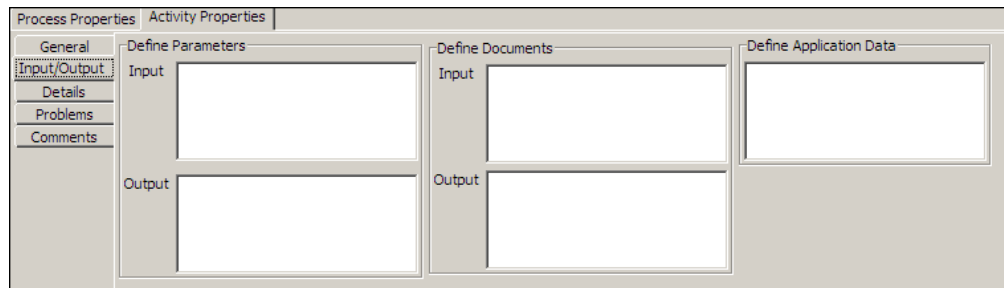 Process Properties
Activity Properties
General
Input/Output
Details
Problems
Comments
Define Parameters
Input
Output
Define Documents
Input
Output
Define Application Data